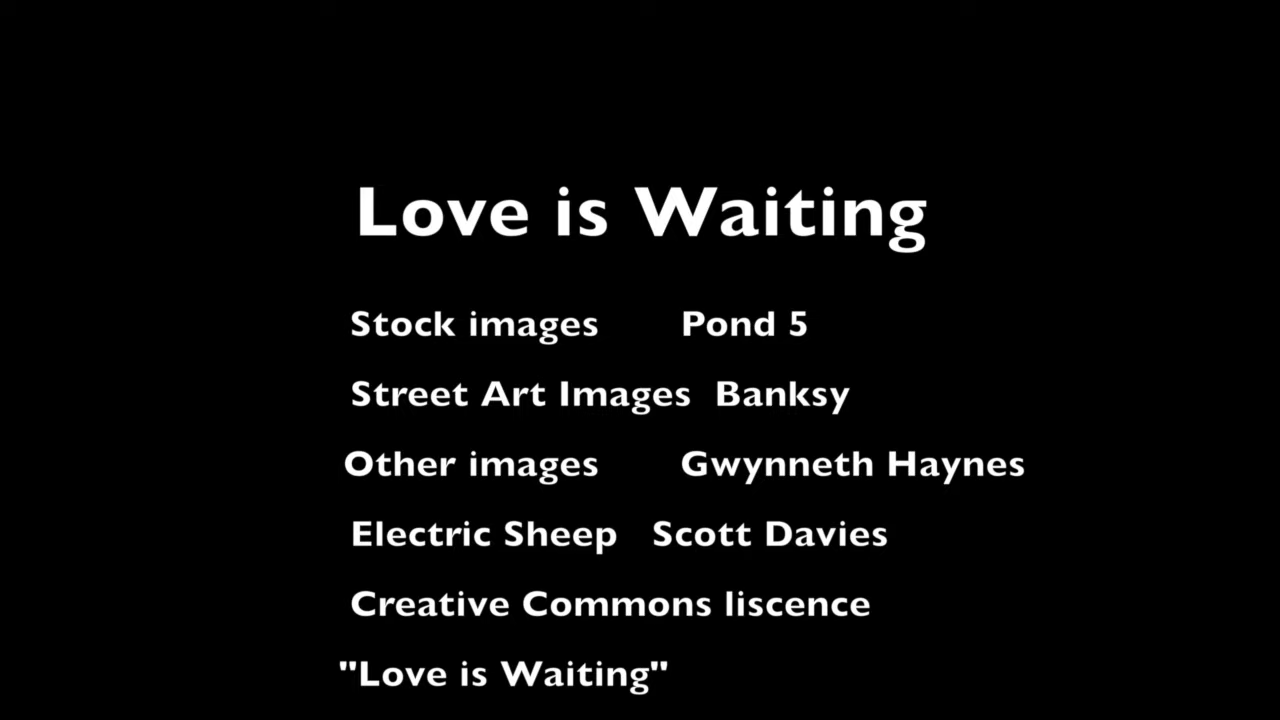 Love is Waiting
Stock images Pond 5
Street Art Images Banksy
Other images Gwynneth Haynes
Electric Sheep Scott Davies
Creative Commons liscence
"Love is Waiting"